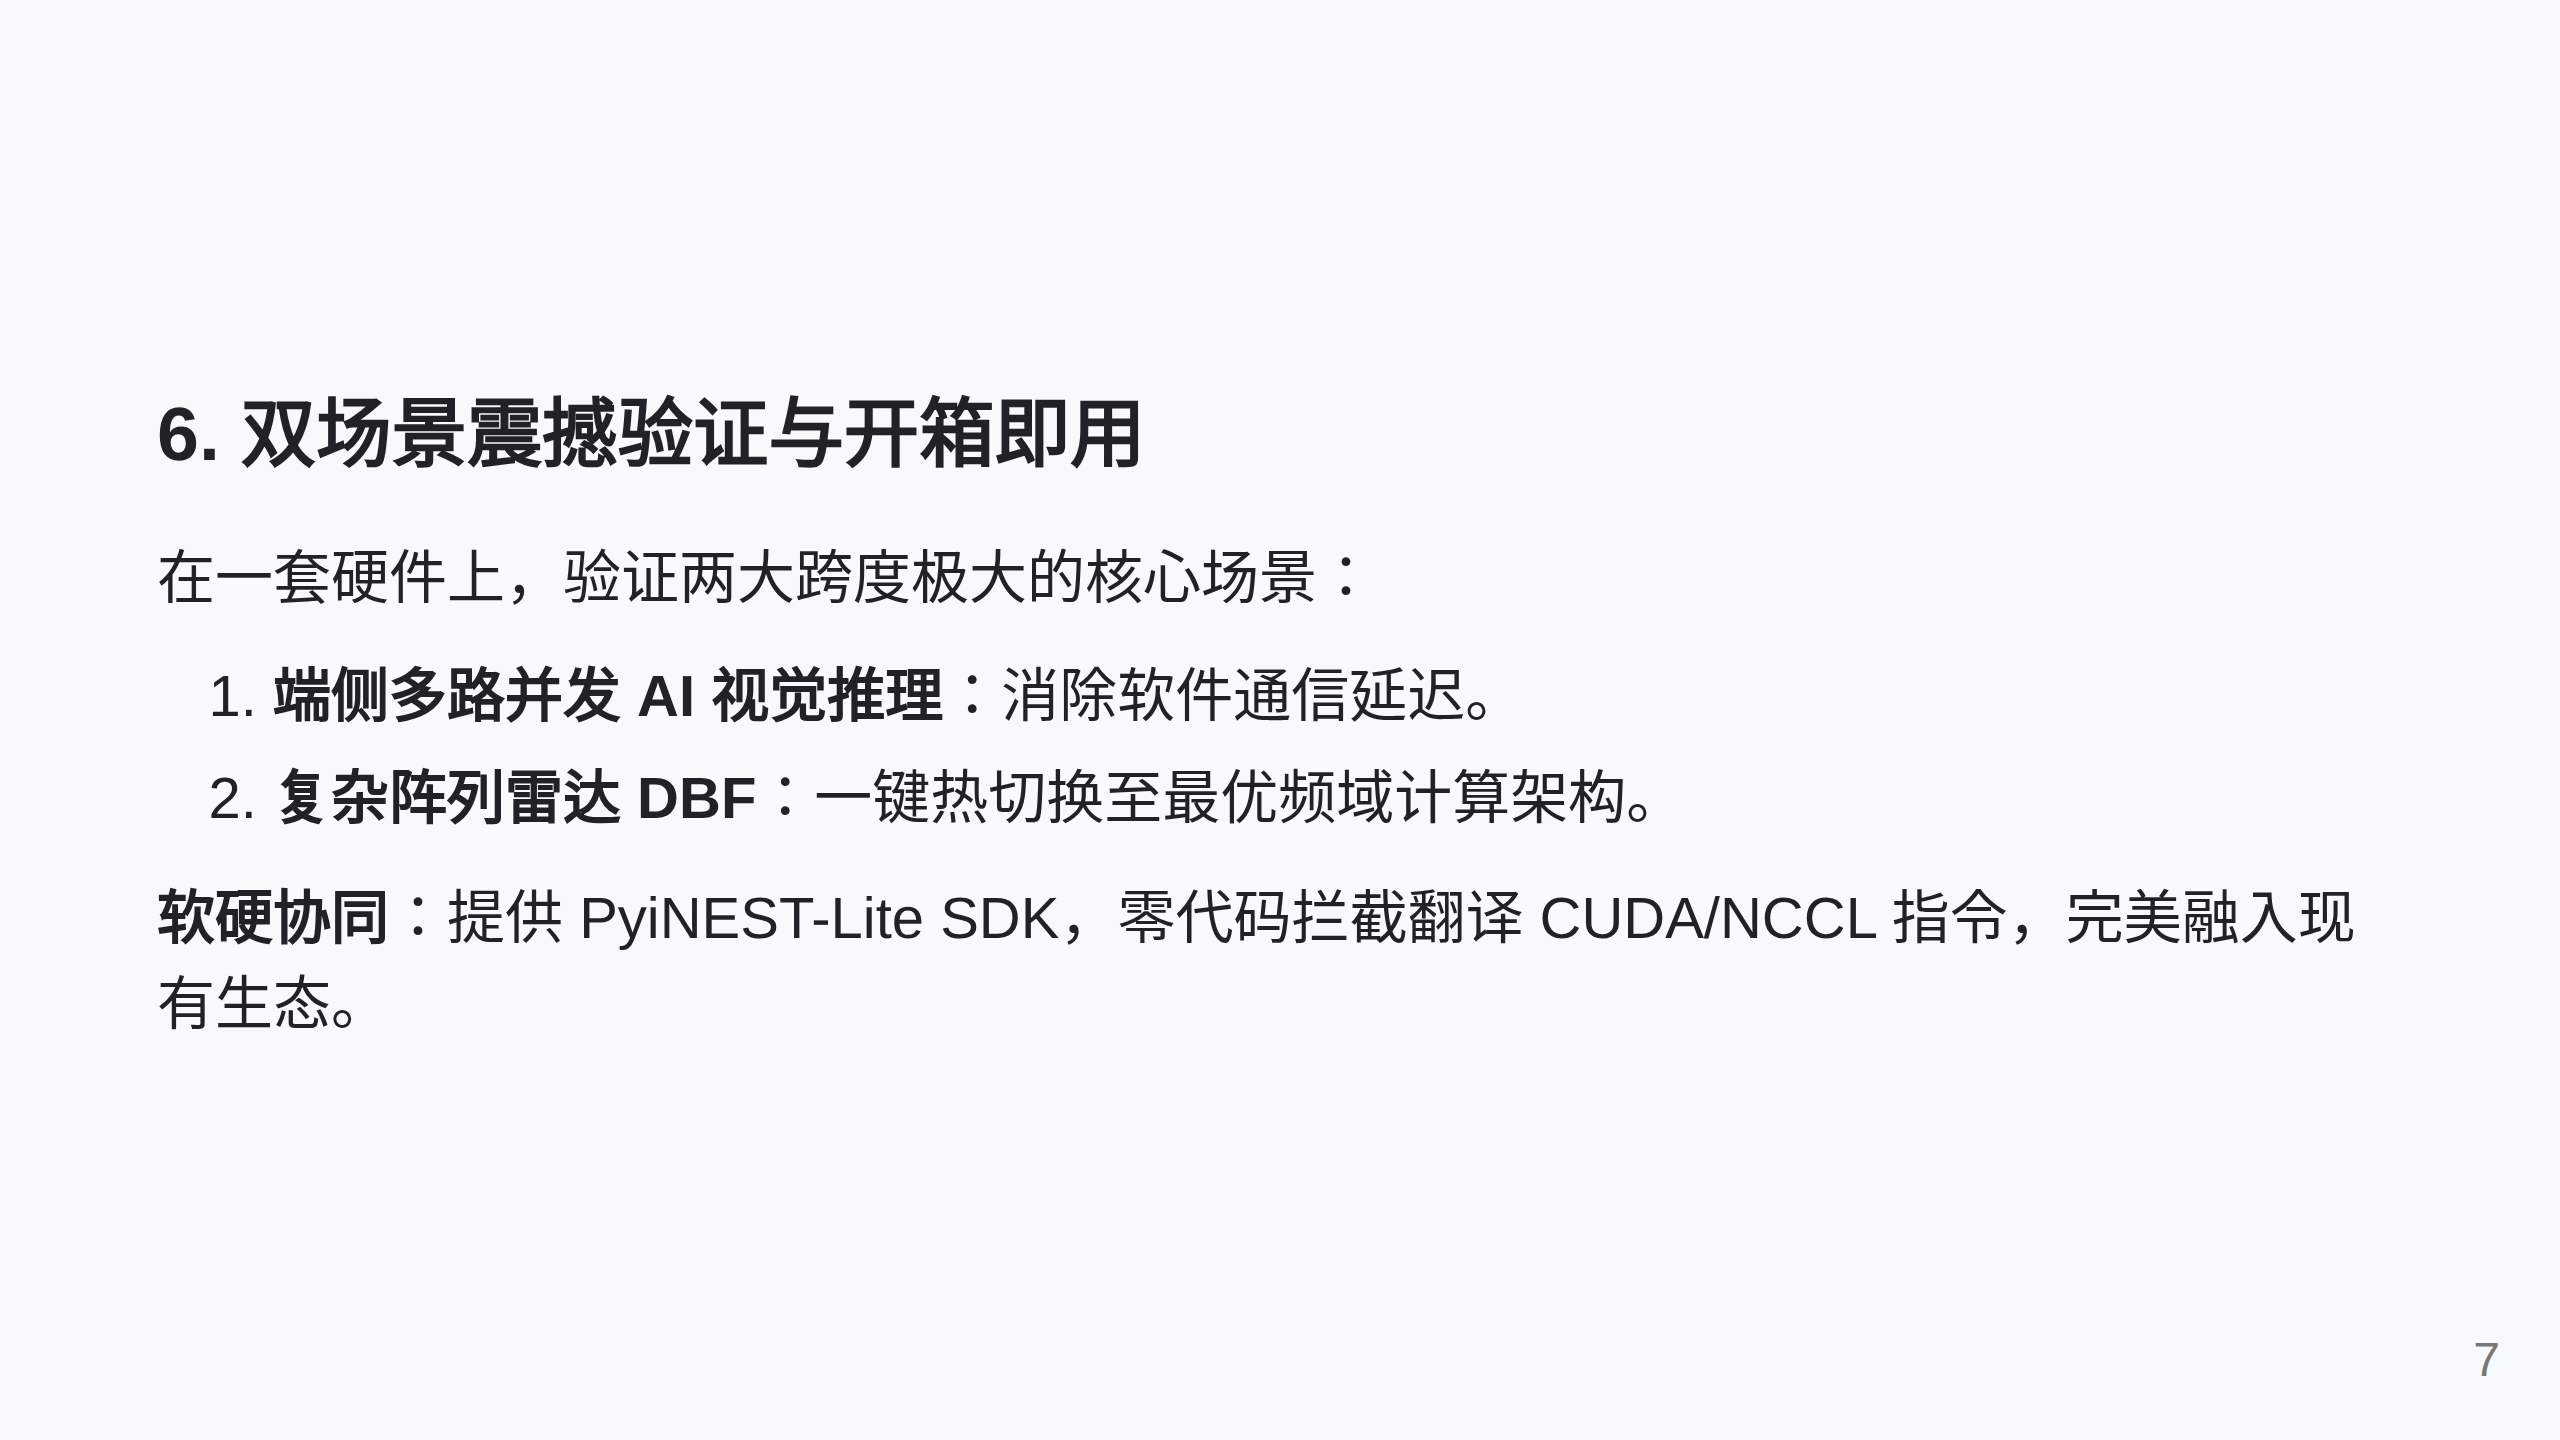 6. 双场景震撼验证与开箱即用
在一套硬件上，验证两大跨度极大的核心场景：
1. 端侧多路并发 AI 视觉推理：消除软件通信延迟。
2. 复杂阵列雷达 DBF：一键热切换至最优频域计算架构。
软硬协同：提供 PyiNEST-Lite SDK，零代码拦截翻译 CUDA/NCCL 指令，完美融入现
有生态。
7